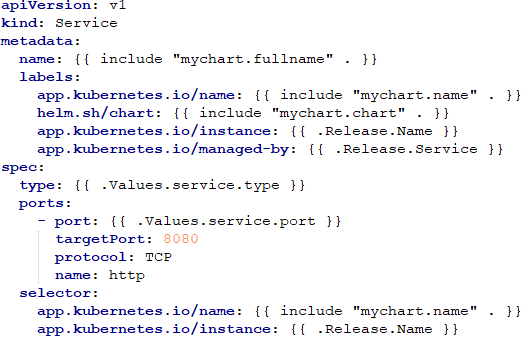 apiVersion: v1
kind: Service
metadata:
  name: {{ include "mychart.fullname" . }}
  labels:
    app.kubernetes.io/name: {{ include "mychart.name" . }}
    helm.sh/chart: {{ include "mychart.chart" . }}
    app.kubernetes.io/instance: {{ .Release.Name }}
    app.kubernetes.io/managed-by: {{ .Release.Service }}
spec:
  type: {{ .Values.service.type }}
  ports:
    - port: {{ .Values.service.port }}
      targetPort: 8080
      protocol: TCP
      name: http
  selector:
    app.kubernetes.io/name: {{ include "mychart.name" . }}
    app.kubernetes.io/instance: {{ .Release.Name }}